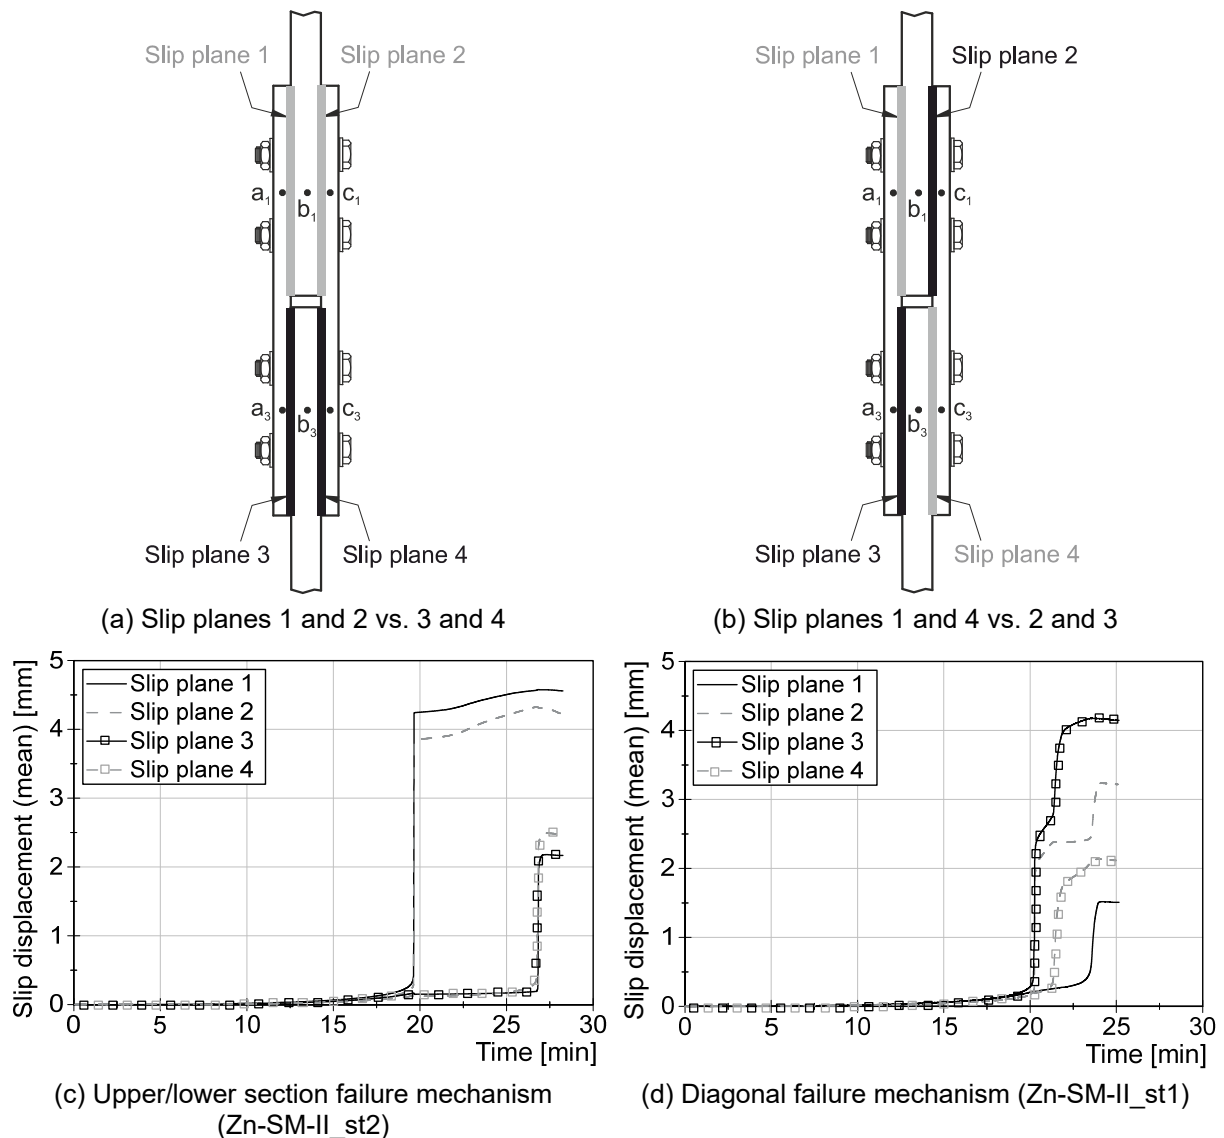 Slip plane 1
Slip plane 2
a1
b1
c1
a3
b3
c3
Slip plane 3
Slip plane 4
(a) Slip planes 1 and 2 vs. 3 and 4
Slip plane 1
Slip plane 2
a1
b1
c1
a3
b3
c3
Slip plane 3
Slip plane 4
(b) Slip planes 1 and 4 vs. 2 and 3
Slip displacement (mean) [mm]
5
4
3
2
1
0
Slip plane 1
Slip plane 2
Slip plane 3
Slip plane 4
0 5 10 15 20 25 30
Time [min]
(c) Upper/lower section failure mechanism
(Zn-SM-II_st2)
Slip displacement (mean) [mm]
5
4
3
2
1
0
Slip plane 1
Slip plane 2
Slip plane 3
Slip plane 4
0 5 10 15 20 25 30
Time [min]
(d) Diagonal failure mechanism (Zn-SM-II_st1)